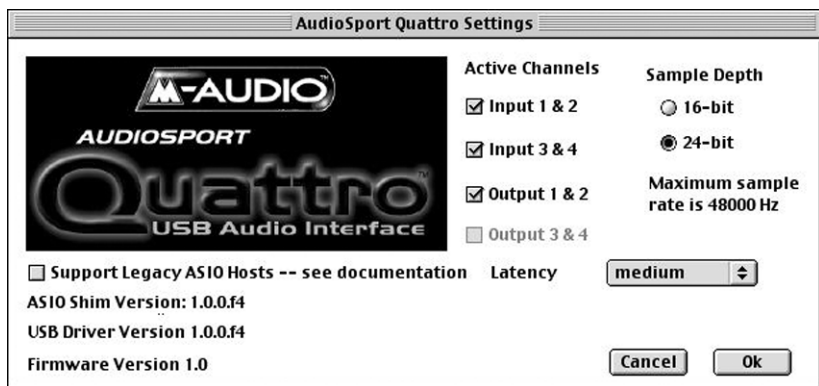 AudioSport Quattro Settings
M-AUDIO™
AUDIOSPORT
Quattro™
USB Audio Interface
Active Channels
Input 1 & 2
Input 3 & 4
Output 1 & 2
Output 3 & 4
Sample Depth
16-bit
24-bit
Maximum sample
rate is 48000 Hz
Support Legacy ASIO Hosts -- see documentation
Latency
medium
ASIO Shim Version: 1.0.0.f4
USB Driver Version 1.0.0.f4
Firmware Version 1.0
Cancel
Ok